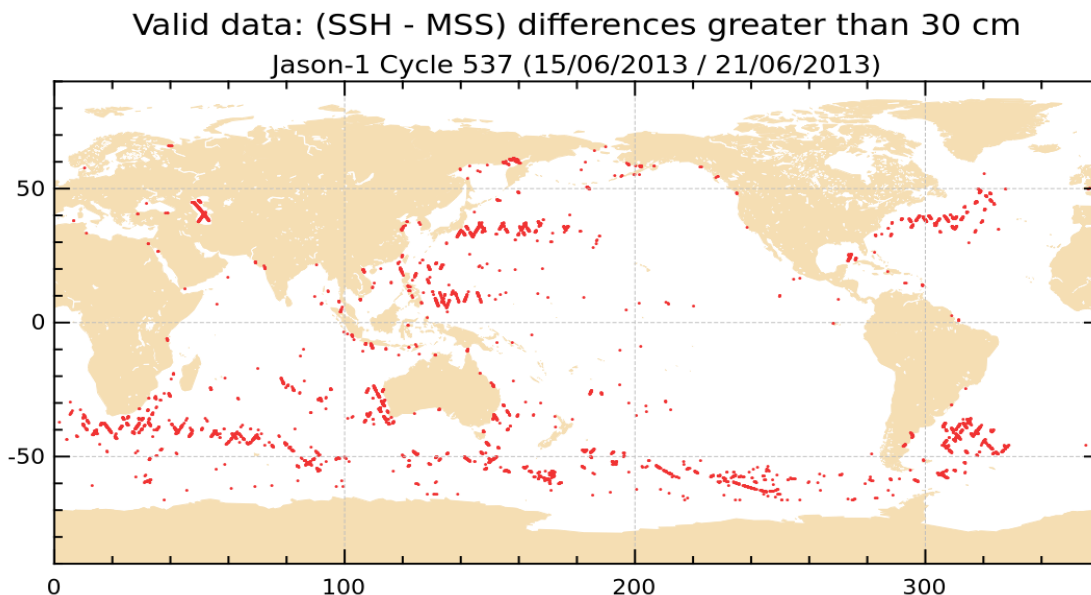 Valid data: (SSH - MSS) differences greater than 30 cm
Jason-1 Cycle 537 (15/06/2013 / 21/06/2013)
50
0
-50
0 100 200 300